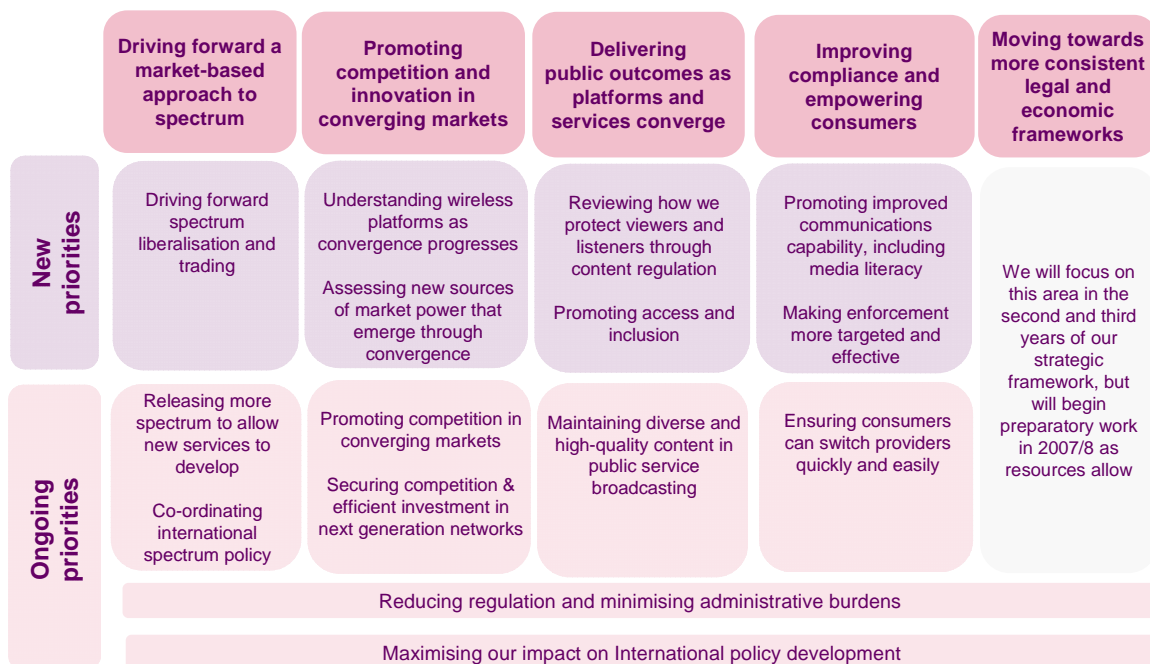 Driving forward a
market-based
approach to
spectrum
Promoting
competition and
innovation in
converging markets
Delivering
public outcomes as
platforms and
services converge
Improving
compliance and
empowering
consumers
Moving towards
more consistent
legal and
economic
frameworks
New
priorities
Driving forward
spectrum
liberalisation and
trading
Understanding wireless
platforms as
convergence progresses
Assessing new sources
of market power that
emerge through
convergence
Reviewing how we
protect viewers and
listeners through
content regulation
Promoting access and
inclusion
Promoting improved
communications
capability, including
media literacy
Making enforcement
more targeted and
effective
We will focus on
this area in the
second and third
years of our
strategic
framework, but
will begin
preparatory work
in 2007/8 as
resources allow
Ongoing
priorities
Releasing more
spectrum to allow
new services to
develop
Co-ordinating
international
spectrum policy
Promoting competition in
converging markets
Securing competition &
efficient investment in
next generation networks
Maintaining diverse and
high-quality content in
public service
broadcasting
Ensuring consumers
can switch providers
quickly and easily
Reducing regulation and minimising administrative burdens
Maximising our impact on International policy development